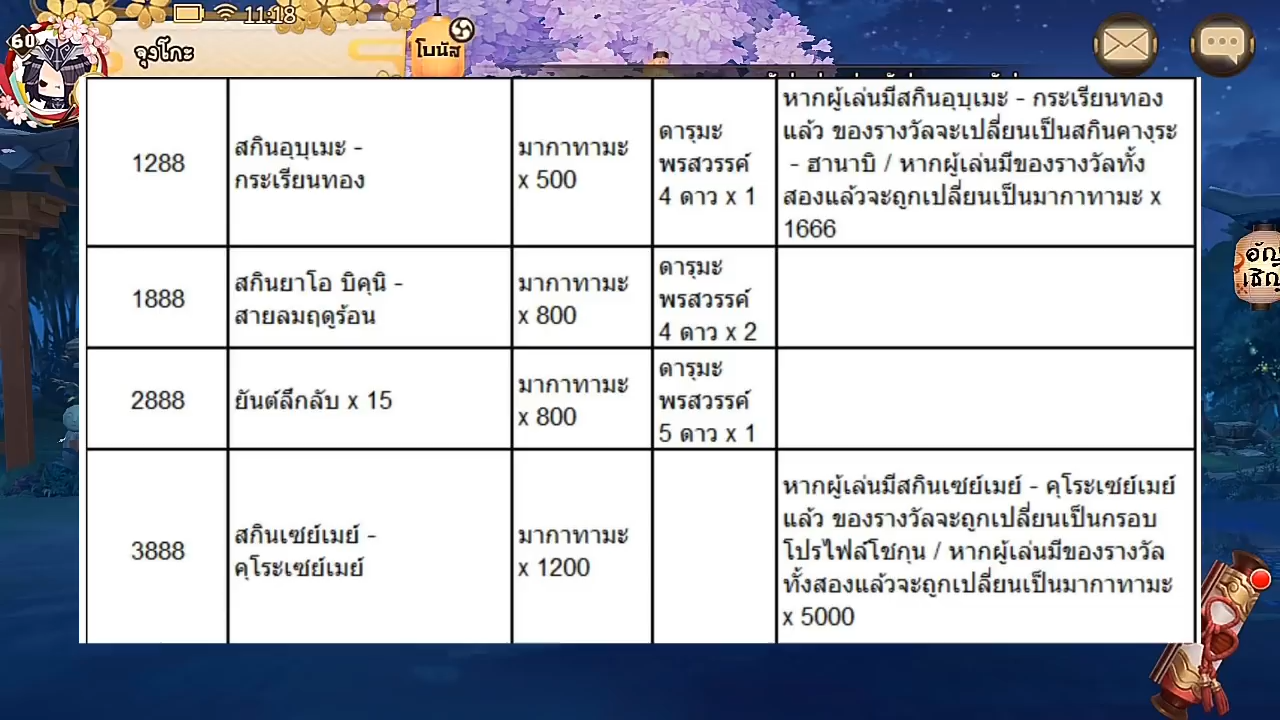 11:18
60
จุงโกะ
โบนัส
1288
สกินอุบุเมะ -
กระเรียนทอง
มากาทามะ
x 500
ดารุมะ
พรสวรรค์
4 ดาว x 1
หากผู้เล่นมีสกินอุบุเมะ - กระเรียนทอง
แล้ว ของรางวัลจะเปลี่ยนเป็นสกินคางุระ
- ฮานาบิ / หากผู้เล่นมีของรางวัลทั้ง
สองแล้วจะถูกเปลี่ยนเป็นมากาทามะ x
1666
1888
สกินยาโอ บิคุนิ -
สายลมฤดูร้อน
มากาทามะ
x 800
ดารุมะ
พรสวรรค์
4 ดาว x 2
2888
ยันต์ลึกลับ x 15
มากาทามะ
x 800
ดารุมะ
พรสวรรค์
5 ดาว x 1
3888
สกินเซย์เมย์ -
คุโระเซย์เมย์
มากาทามะ
x 1200
หากผู้เล่นมีสกินเซย์เมย์ - คุโระเซย์เมย์
แล้ว ของรางวัลจะถูกเปลี่ยนเป็นกรอบ
โปรไฟล์โชกุน / หากผู้เล่นมีของรางวัล
ทั้งสองแล้วจะถูกเปลี่ยนเป็นมากาทามะ
x 5000
เชิญ